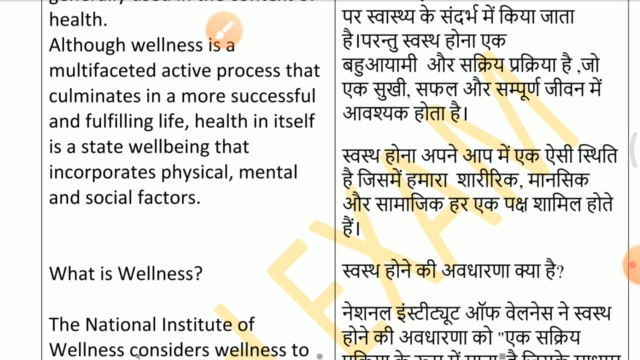 health.
Although wellness is a
multifaceted active process that
culminates in a more successful
and fulfilling life, health in itself
is a state wellbeing that
incorporates physical, mental
and social factors.
What is Wellness?
The National Institute of
Wellness considers wellness to
पर स्वास्थ्य के संदर्भ में किया जाता
है।परन्तु स्वस्थ होना एक
बहुआयामी और सक्रिय प्रक्रिया है ,जो
एक सुखी, सफल और सम्पूर्ण जीवन में
आवश्यक होता है।
स्वस्थ होना अपने आप में एक ऐसी स्थिति
है जिसमें हमारा शारीरिक, मानसिक
और सामाजिक हर एक पक्ष शामिल होते
हैं।
स्वस्थ होने की अवधारणा क्या है?
नेशनल इंस्टीट्यूट ऑफ वेलनेस ने स्वस्थ
होने की अवधारणा को "एक सक्रिय
LEXAM